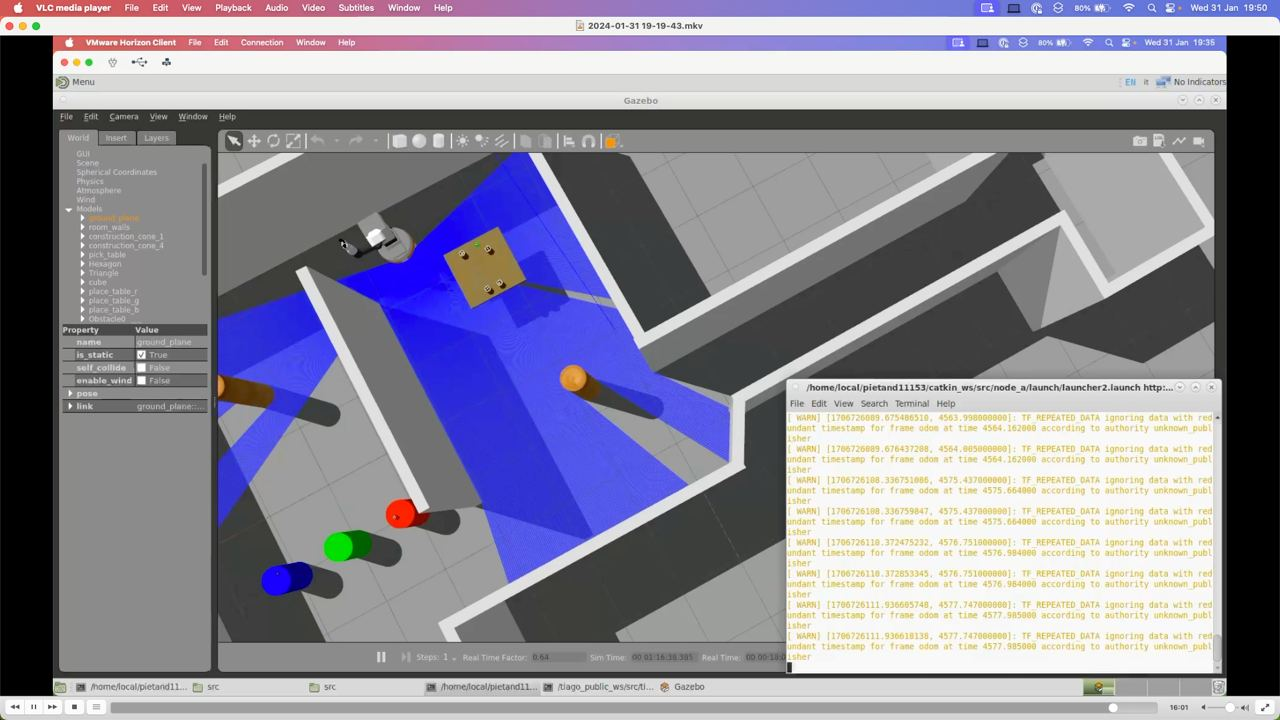 VLC media player File Edit View Playback Audio Video Subtitles Window Help 80% Wed 31 Jan 19:50
2024-01-31 19-19-43.mkv
VMware Horizon Client File Edit Connection Window Help 80% Wed 31 Jan 19:35
Menu EN it No Indicators
Gazebo
File Edit Camera View Window Help
World Insert Layers
GUI
Scene
Spherical Coordinates
Physics
Atmosphere
Wind
Models
ground_plane
room_walls
construction_cone_1
construction_cone_4
pick_table
Hexagon
Triangle
cube
place_table_r
place_table_g
place_table_b
Obstacle0
Property Value
name ground_plane
is_static True
self_collide False
enable_wind False
pose
link ground_plane::...
/home/local/pietand11153/catkin_ws/src/node_a/launch/launcher2.launch http:...
File Edit View Search Terminal Help
[ WARN] [1706726089.675486510, 4563.998000000]: TF_REPEATED_DATA ignoring data with red
undant timestamp for frame odom at time 4564.162000 according to authority unknown_publ
isher
[ WARN] [1706726089.676437208, 4564.005000000]: TF_REPEATED_DATA ignoring data with red
undant timestamp for frame odom at time 4564.162000 according to authority unknown_publ
isher
[ WARN] [1706726108.336751086, 4575.437000000]: TF_REPEATED_DATA ignoring data with red
undant timestamp for frame odom at time 4575.664000 according to authority unknown_publ
isher
[ WARN] [1706726108.336759847, 4575.437000000]: TF_REPEATED_DATA ignoring data with red
undant timestamp for frame odom at time 4575.664000 according to authority unknown_publ
isher
[ WARN] [1706726110.372475232, 4576.751000000]: TF_REPEATED_DATA ignoring data with red
undant timestamp for frame odom at time 4576.984000 according to authority unknown_publ
isher
[ WARN] [1706726110.372853345, 4576.751000000]: TF_REPEATED_DATA ignoring data with red
undant timestamp for frame odom at time 4576.984000 according to authority unknown_publ
isher
[ WARN] [1706726111.936605748, 4577.747000000]: TF_REPEATED_DATA ignoring data with red
undant timestamp for frame odom at time 4577.985000 according to authority unknown_publ
isher
[ WARN] [1706726111.936610138, 4577.747000000]: TF_REPEATED_DATA ignoring data with red
undant timestamp for frame odom at time 4577.985000 according to authority unknown_publ
isher
Steps: 1 Real Time Factor: 0.64 Sim Time: 00 01:16:38.385 Real Time:
/home/local/pietand11... src src /home/local/pietand11... /tiago_public_ws/src/ti... Gazebo
16:01